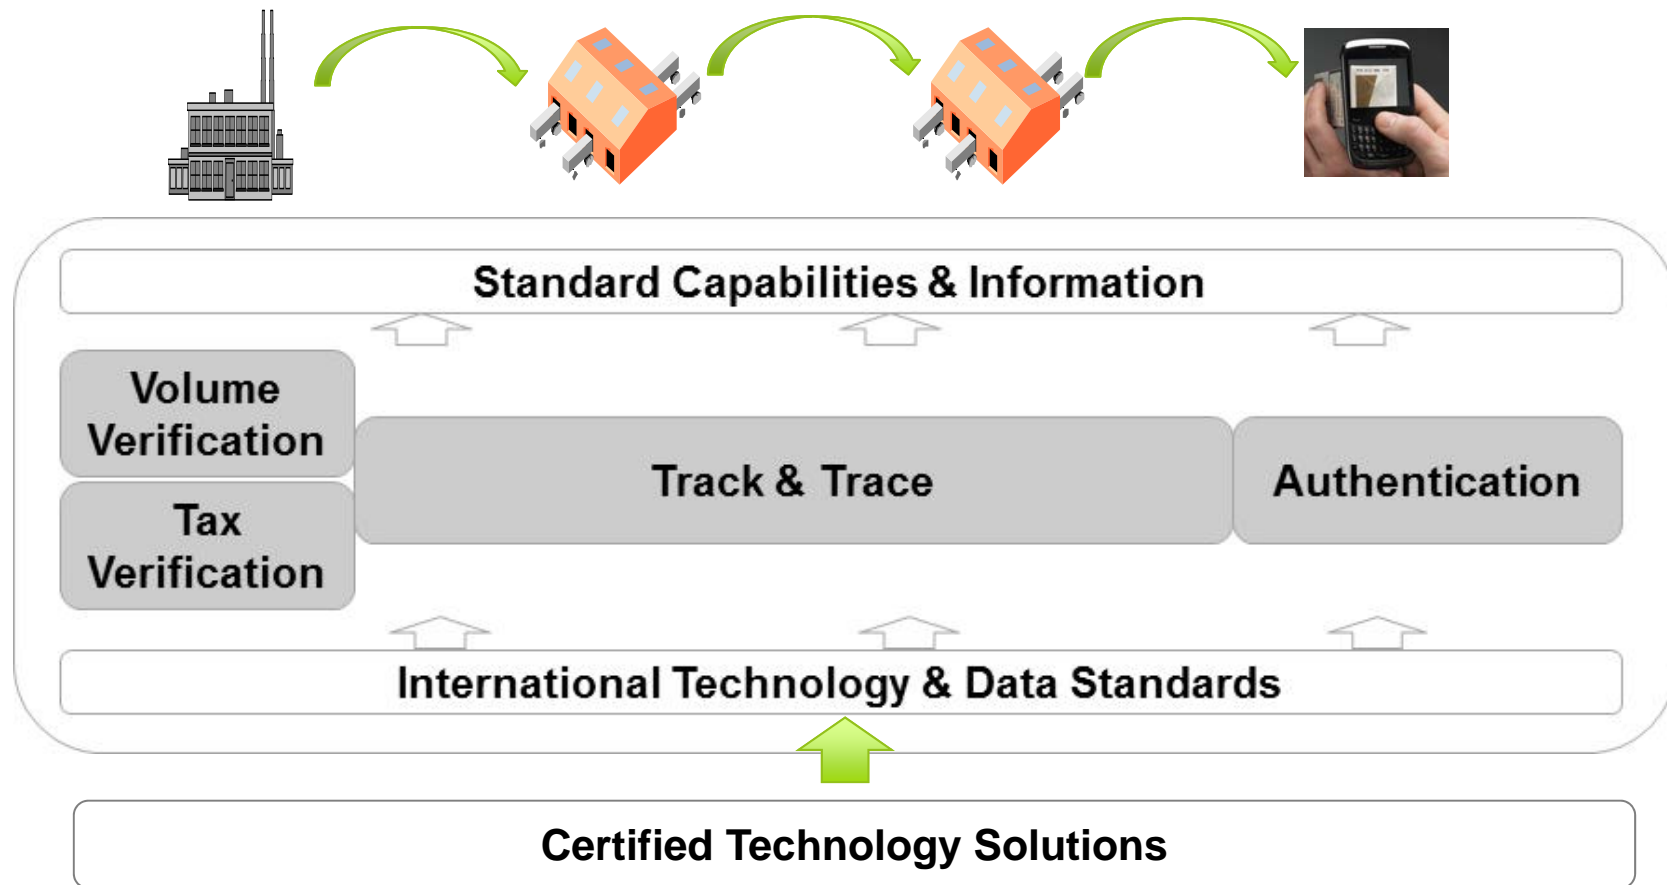 Standard Capabilities & Information
Volume
Verification
Track & Trace
Authentication
Tax
Verification
International Technology & Data Standards
Certified Technology Solutions